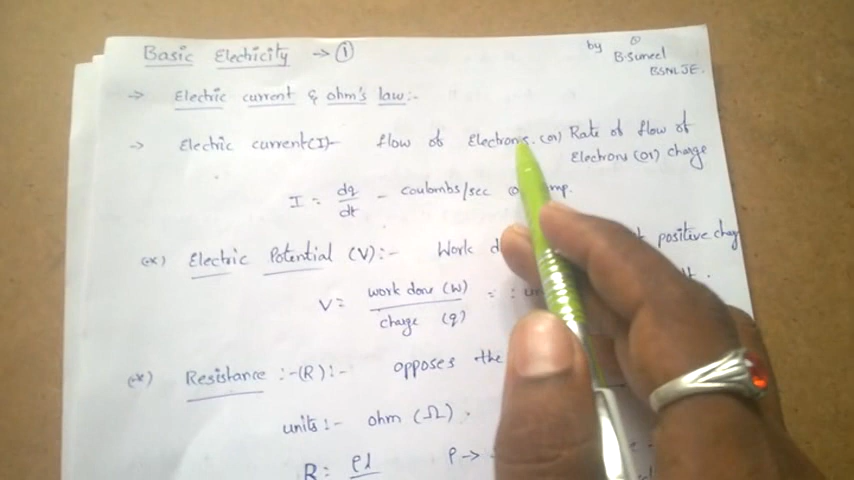 Basic Electricity → ①
by B. Suneel
BSNL JE.
→ Electric current & ohm's law:-
→ Electric current(I)- flow of Electrons. (or) Rate of flow of
Electrons (or) charge
I = dq/dt - coulombs/sec
(*) Electric Potential (V):- Work positive
V = work done (W)/charge (q) = :
(*) Resistance :-(R):- opposes the
units:- ohm (Ω).
R = ρl ρ →